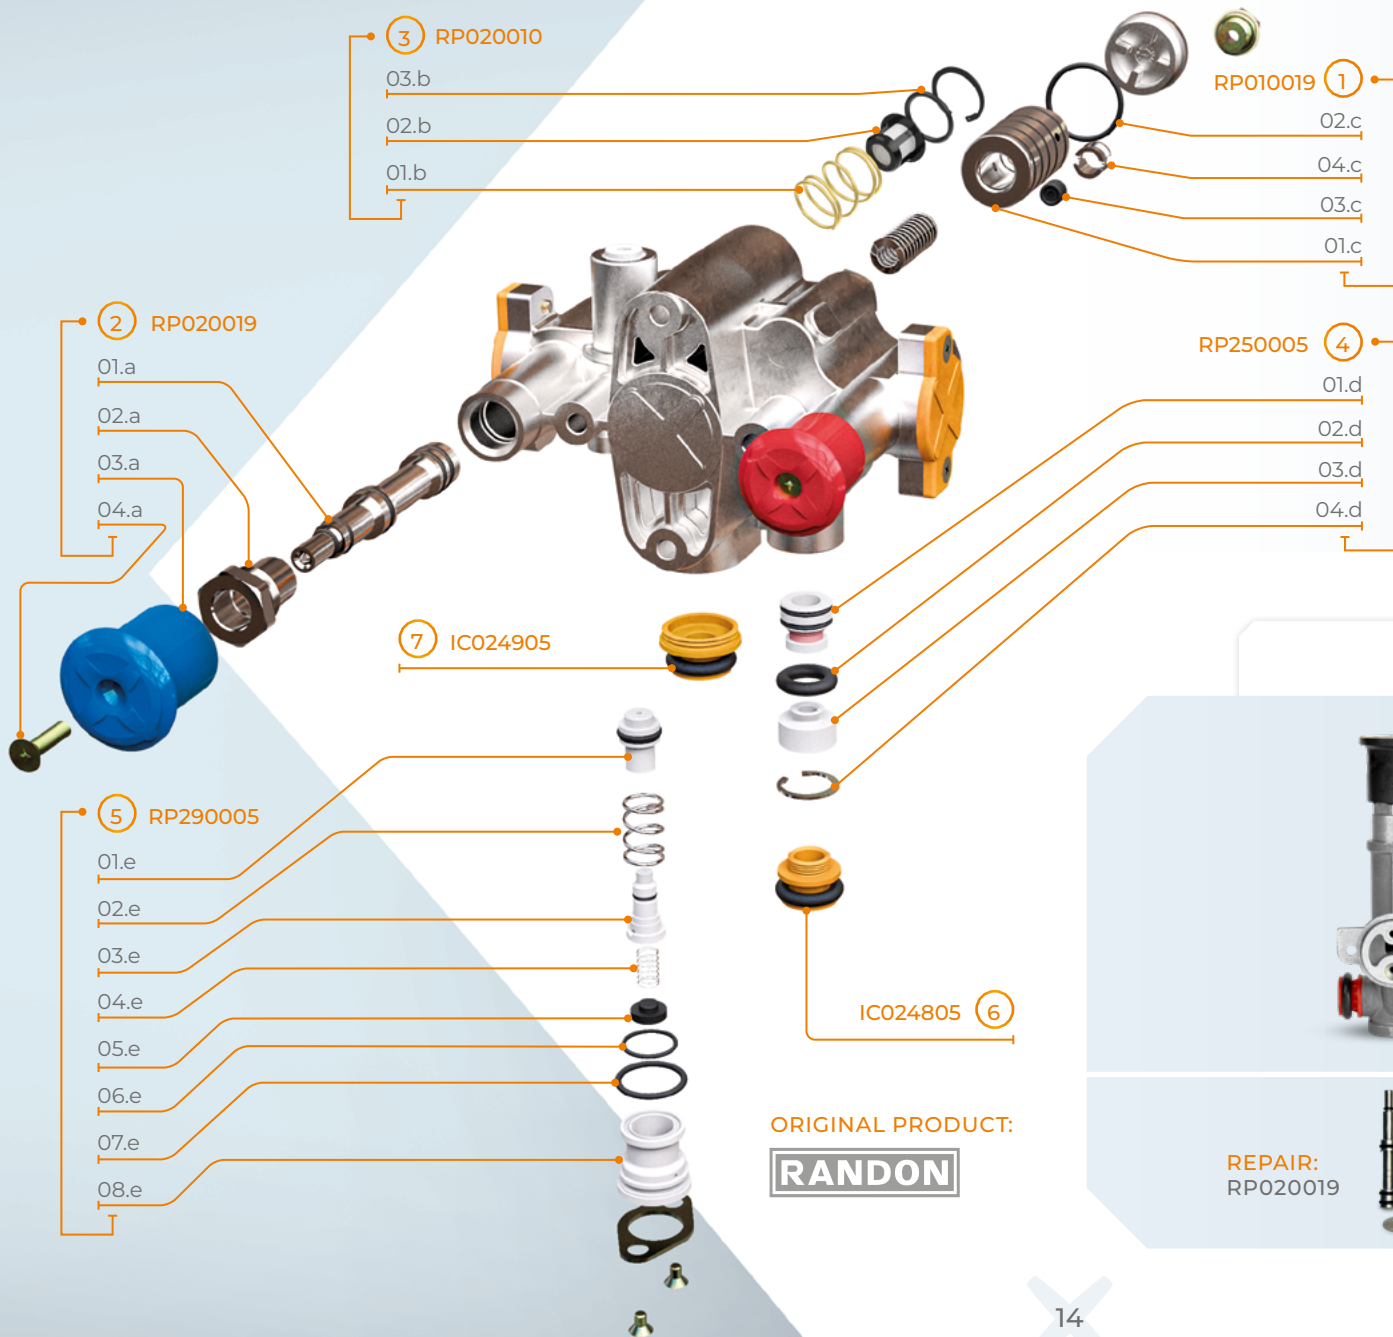 3 RP020010
03.b
02.b
01.b
RP010019 1
02.c
04.c
03.c
01.c
2 RP020019
01.a
02.a
03.a
04.a
RP250005 4
01.d
02.d
03.d
04.d
7 IC024905
5 RP290005
01.e
02.e
03.e
04.e
05.e
06.e
07.e
08.e
IC024805 6
ORIGINAL PRODUCT:
RANDON
REPAIR:
RP020019
14